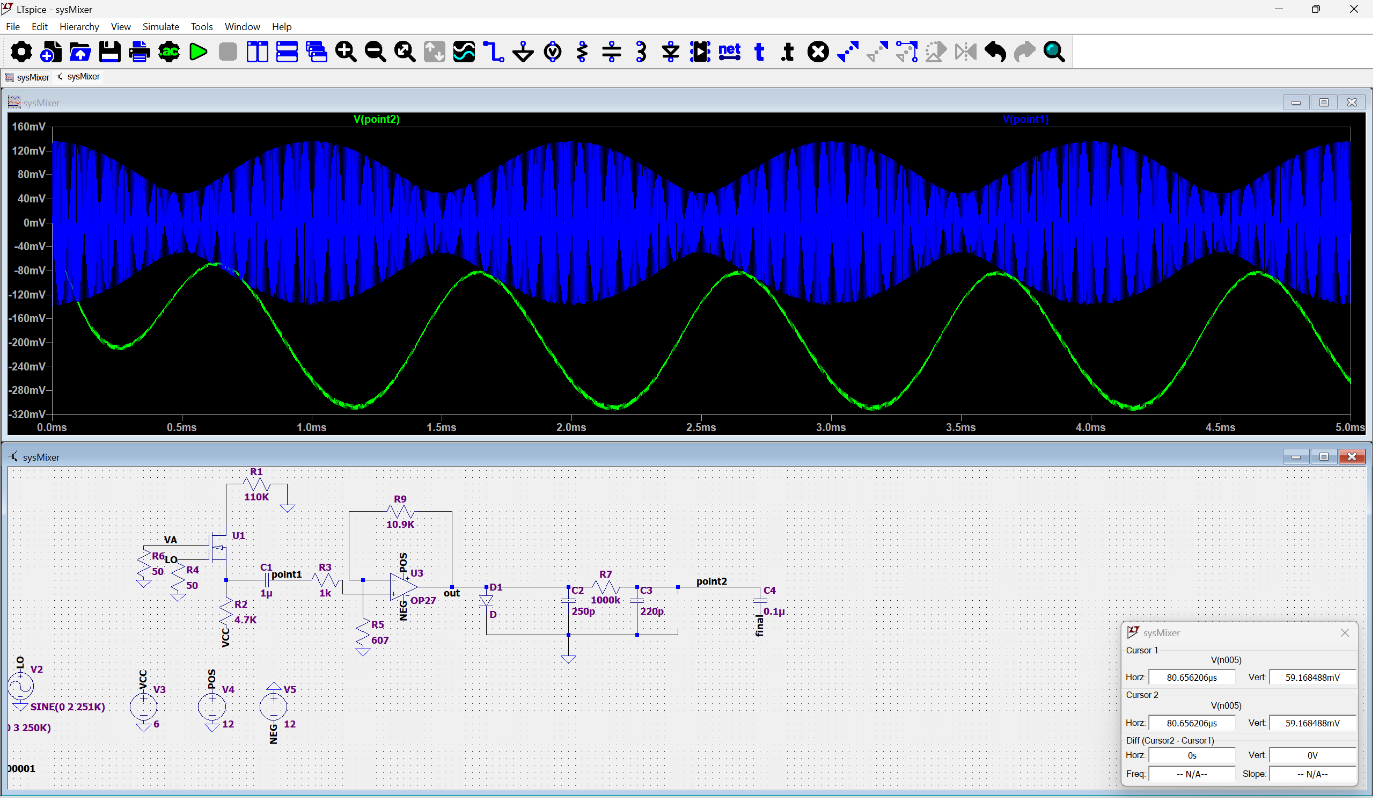 LTspice - sysMixer
File Edit Hierarchy View Simulate Tools Window Help
ac net t .t
sysMixer sysMixer
sysMixer
V(point2) V(point1)
160mV
120mV
80mV
40mV
0mV
-40mV
-80mV
-120mV
-160mV
-200mV
-240mV
-280mV
-320mV
0.0ms 0.5ms 1.0ms 1.5ms 2.0ms 2.5ms 3.0ms 3.5ms 4.0ms 4.5ms 5.0ms
sysMixer
R1
110K
R9
10.9K
VA
U1
R6
50
LO
R4
50
C1
1µ
point1
R3
1k
POS
U3
OP27
NEG
out
R2
4.7K
VCC
R5
607
D1
D
C2
250p
R7
1000k
C3
220p
point2
C4
0.1µ
final
LO
V2
SINE(0 2 251K)
0 3 250K)
VCC
V3
6
POS
V4
12
V5
12
NEG
00001
sysMixer
Cursor 1
V(n005)
Horz: 80.656206µs Vert: 59.168488mV
Cursor 2
V(n005)
Horz: 80.656206µs Vert: 59.168488mV
Diff (Cursor2 - Cursor1)
Horz: 0s Vert: 0V
Freq: -- N/A-- Slope: -- N/A--